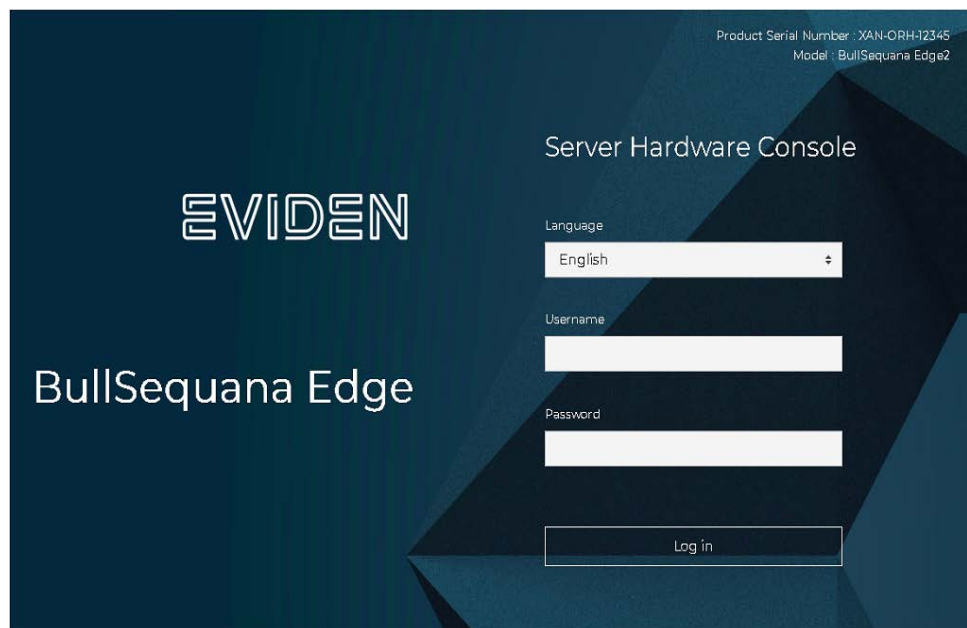 Product Serial Number : XAN-ORH-12345
Model : BullSequana Edge2
Server Hardware Console
EVIDEN
Language
English
Username
BullSequana Edge
Password
Log in